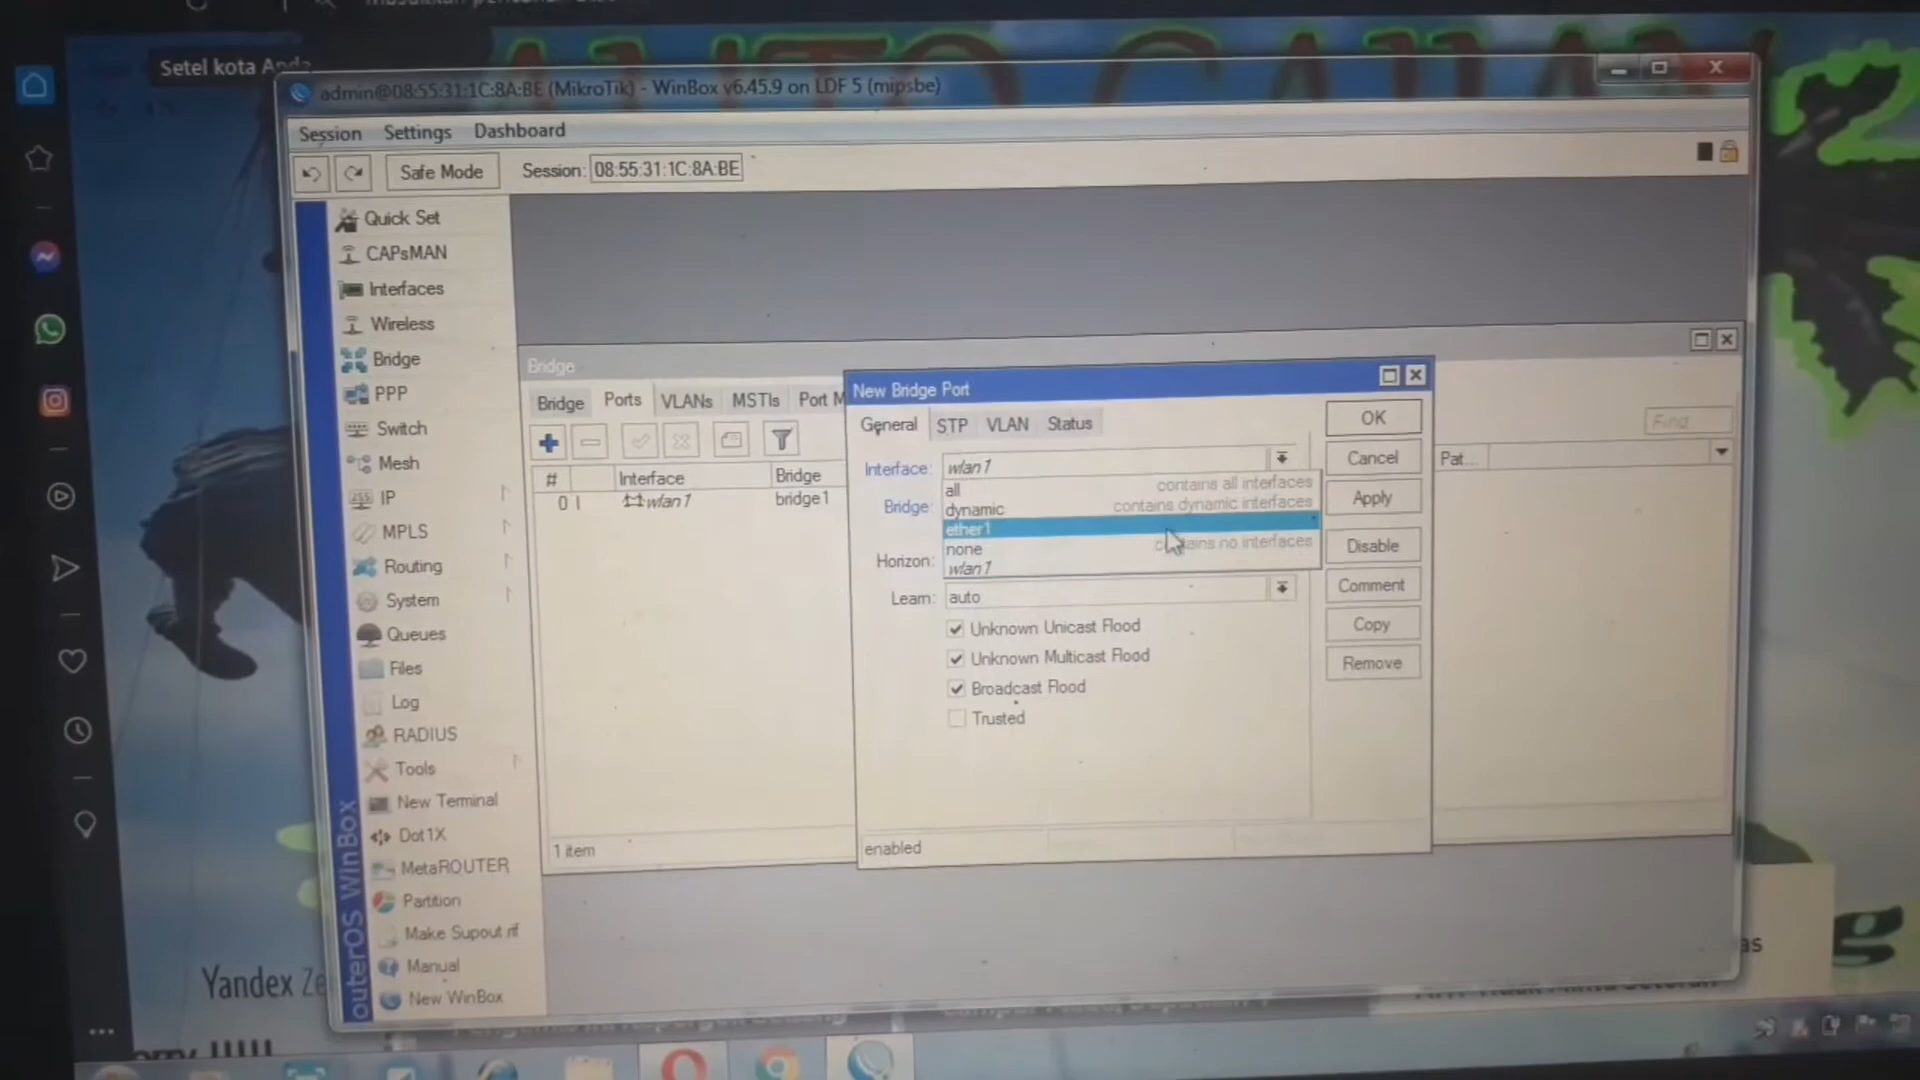 Setel kota Anda
admin@08:55:31:1C:8A:BE (MikroTik) - WinBox v6.45.9 on LDF 5 (mipsbe)
Session Settings Dashboard
Safe Mode Session: 08:55:31:1C:8A:BE
Quick Set
CAPsMAN
Interfaces
Wireless
Bridge
PPP
Switch
Mesh
IP
MPLS
Routing
System
Queues
Files
Log
RADIUS
Tools
New Terminal
Dot1X
MetaROUTER
Partition
Make Supout.rif
Manual
New WinBox
outerOS WinBox
Bridge
Bridge Ports VLANs MSTIs Port M
Find
# Interface Bridge
0 I wlan1 bridge1
Pat...
1 item
New Bridge Port
General STP VLAN Status
Interface: wlan1
all contains all interfaces
dynamic contains dynamic interfaces
ether1
none contains no interfaces
wlan1
Bridge:
Horizon:
Learn: auto
Unknown Unicast Flood
Unknown Multicast Flood
Broadcast Flood
Trusted
enabled
OK
Cancel
Apply
Disable
Comment
Copy
Remove
Yandex Ze
as